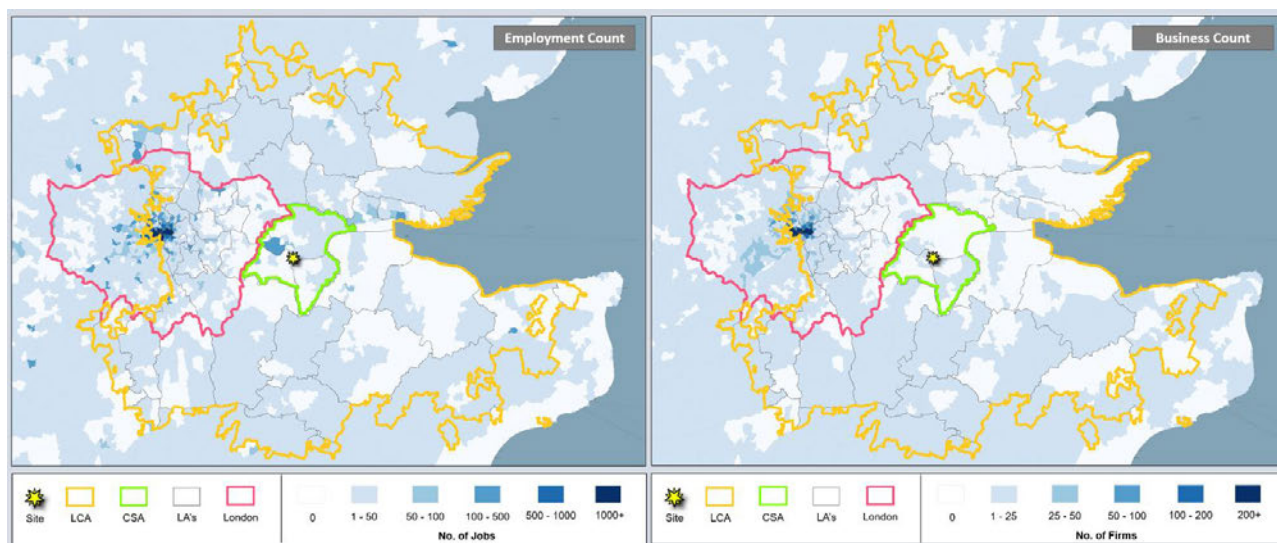 Employment Count
Business Count
Site
LCA
CSA
LA's
London
0
1 - 50
50 - 100
100 - 500
500 - 1000
1000+
No. of Jobs
Site
LCA
CSA
LA's
London
0
1 - 25
25 - 50
50 - 100
100 - 200
200+
No. of Firms